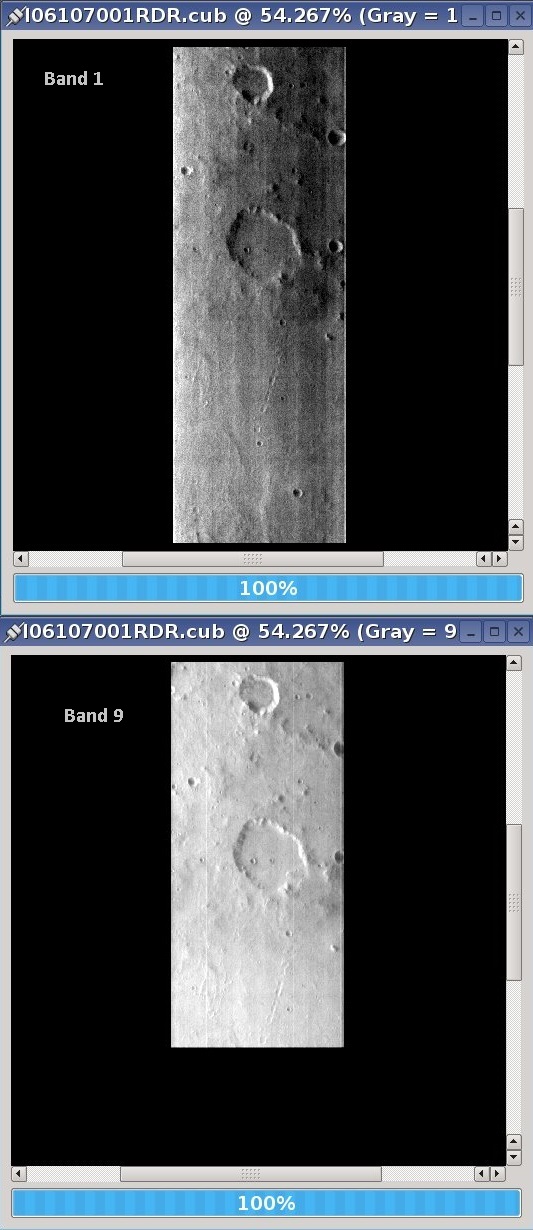 I06107001RDR.cub @ 54.267% (Gray = 1
Band 1
100%
I06107001RDR.cub @ 54.267% (Gray = 9
Band 9
100%